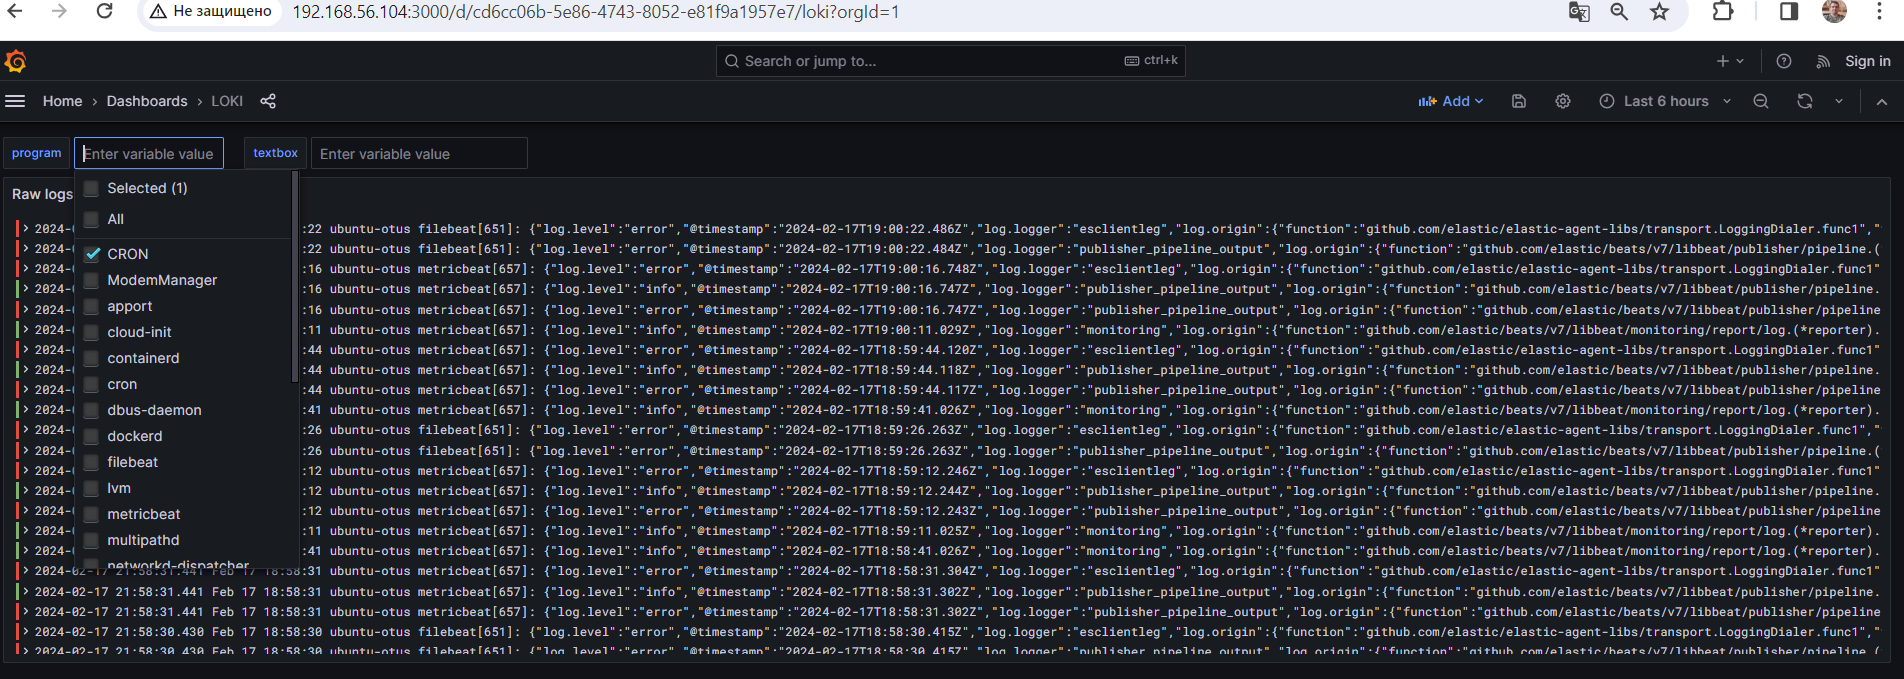 Не защищено 192.168.56.104:3000/d/cd6cc06b-5e86-4743-8052-e81f9a1957e7/loki?orgId=1
Search or jump to... ctrl+k Sign in
Home › Dashboards › LOKI Add Last 6 hours
program Enter variable value textbox Enter variable value
Raw logs
Selected (1)
All
CRON
ModemManager
apport
cloud-init
containerd
cron
dbus-daemon
dockerd
filebeat
lvm
metricbeat
multipathd
networkd-dispatcher
2024- :22 ubuntu-otus filebeat[651]: {"log.level":"error","@timestamp":"2024-02-17T19:00:22.486Z","log.logger":"esclientleg","log.origin":{"function":"github.com/elastic/elastic-agent-libs/transport.LoggingDialer.func1","
2024- :22 ubuntu-otus filebeat[651]: {"log.level":"error","@timestamp":"2024-02-17T19:00:22.484Z","log.logger":"publisher_pipeline_output","log.origin":{"function":"github.com/elastic/beats/v7/libbeat/publisher/pipeline.(
2024- :16 ubuntu-otus metricbeat[657]: {"log.level":"error","@timestamp":"2024-02-17T19:00:16.748Z","log.logger":"esclientleg","log.origin":{"function":"github.com/elastic/elastic-agent-libs/transport.LoggingDialer.func1"
2024- :16 ubuntu-otus metricbeat[657]: {"log.level":"info","@timestamp":"2024-02-17T19:00:16.747Z","log.logger":"publisher_pipeline_output","log.origin":{"function":"github.com/elastic/beats/v7/libbeat/publisher/pipeline.
2024- :16 ubuntu-otus metricbeat[657]: {"log.level":"error","@timestamp":"2024-02-17T19:00:16.747Z","log.logger":"publisher_pipeline_output","log.origin":{"function":"github.com/elastic/beats/v7/libbeat/publisher/pipeline
2024- :11 ubuntu-otus metricbeat[657]: {"log.level":"info","@timestamp":"2024-02-17T19:00:11.029Z","log.logger":"monitoring","log.origin":{"function":"github.com/elastic/beats/v7/libbeat/monitoring/report/log.(*reporter).
2024- :44 ubuntu-otus metricbeat[657]: {"log.level":"error","@timestamp":"2024-02-17T18:59:44.120Z","log.logger":"esclientleg","log.origin":{"function":"github.com/elastic/elastic-agent-libs/transport.LoggingDialer.func1"
2024- :44 ubuntu-otus metricbeat[657]: {"log.level":"info","@timestamp":"2024-02-17T18:59:44.118Z","log.logger":"publisher_pipeline_output","log.origin":{"function":"github.com/elastic/beats/v7/libbeat/publisher/pipeline.
2024- :44 ubuntu-otus metricbeat[657]: {"log.level":"error","@timestamp":"2024-02-17T18:59:44.117Z","log.logger":"publisher_pipeline_output","log.origin":{"function":"github.com/elastic/beats/v7/libbeat/publisher/pipeline
2024- :41 ubuntu-otus metricbeat[657]: {"log.level":"info","@timestamp":"2024-02-17T18:59:41.026Z","log.logger":"monitoring","log.origin":{"function":"github.com/elastic/beats/v7/libbeat/monitoring/report/log.(*reporter).
2024- :26 ubuntu-otus filebeat[651]: {"log.level":"error","@timestamp":"2024-02-17T18:59:26.263Z","log.logger":"esclientleg","log.origin":{"function":"github.com/elastic/elastic-agent-libs/transport.LoggingDialer.func1","
2024- :26 ubuntu-otus filebeat[651]: {"log.level":"error","@timestamp":"2024-02-17T18:59:26.263Z","log.logger":"publisher_pipeline_output","log.origin":{"function":"github.com/elastic/beats/v7/libbeat/publisher/pipeline.(
2024- :12 ubuntu-otus metricbeat[657]: {"log.level":"error","@timestamp":"2024-02-17T18:59:12.246Z","log.logger":"esclientleg","log.origin":{"function":"github.com/elastic/elastic-agent-libs/transport.LoggingDialer.func1"
2024- :12 ubuntu-otus metricbeat[657]: {"log.level":"info","@timestamp":"2024-02-17T18:59:12.244Z","log.logger":"publisher_pipeline_output","log.origin":{"function":"github.com/elastic/beats/v7/libbeat/publisher/pipeline.
2024- :12 ubuntu-otus metricbeat[657]: {"log.level":"error","@timestamp":"2024-02-17T18:59:12.243Z","log.logger":"publisher_pipeline_output","log.origin":{"function":"github.com/elastic/beats/v7/libbeat/publisher/pipeline
2024- :11 ubuntu-otus metricbeat[657]: {"log.level":"info","@timestamp":"2024-02-17T18:59:11.025Z","log.logger":"monitoring","log.origin":{"function":"github.com/elastic/beats/v7/libbeat/monitoring/report/log.(*reporter).
2024- :41 ubuntu-otus metricbeat[657]: {"log.level":"info","@timestamp":"2024-02-17T18:58:41.026Z","log.logger":"monitoring","log.origin":{"function":"github.com/elastic/beats/v7/libbeat/monitoring/report/log.(*reporter).
2024-02-17 21:58:31.441 Feb 17 18:58:31 ubuntu-otus metricbeat[657]: {"log.level":"error","@timestamp":"2024-02-17T18:58:31.304Z","log.logger":"esclientleg","log.origin":{"function":"github.com/elastic/elastic-agent-libs/transport.LoggingDialer.func1"
2024-02-17 21:58:31.441 Feb 17 18:58:31 ubuntu-otus metricbeat[657]: {"log.level":"info","@timestamp":"2024-02-17T18:58:31.302Z","log.logger":"publisher_pipeline_output","log.origin":{"function":"github.com/elastic/beats/v7/libbeat/publisher/pipeline.
2024-02-17 21:58:31.441 Feb 17 18:58:31 ubuntu-otus metricbeat[657]: {"log.level":"error","@timestamp":"2024-02-17T18:58:31.302Z","log.logger":"publisher_pipeline_output","log.origin":{"function":"github.com/elastic/beats/v7/libbeat/publisher/pipeline
2024-02-17 21:58:30.430 Feb 17 18:58:30 ubuntu-otus filebeat[651]: {"log.level":"error","@timestamp":"2024-02-17T18:58:30.415Z","log.logger":"esclientleg","log.origin":{"function":"github.com/elastic/elastic-agent-libs/transport.LoggingDialer.func1","
2024-02-17 21:58:30.430 Feb 17 18:58:30 ubuntu-otus filebeat[651]: {"log.level":"error","@timestamp":"2024-02-17T18:58:30.415Z","log.logger":"publisher_pipeline_output","log.origin":{"function":"github.com/elastic/beats/v7/libbeat/publisher/pipeline.(